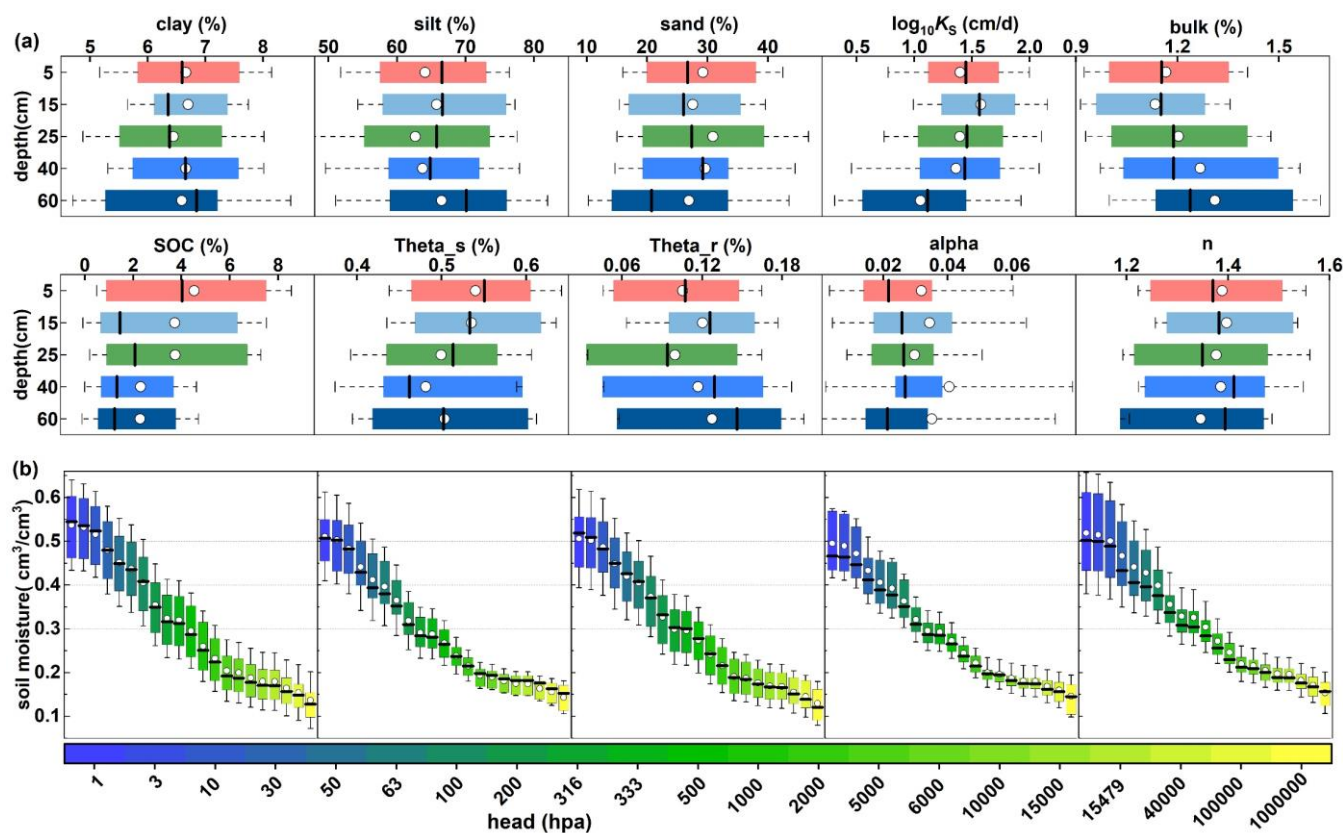 (a)
clay (%) silt (%) sand (%) log10KS (cm/d) bulk (%)
5 6 7 8 50 60 70 80 10 20 30 40 0.5 1.0 1.5 2.0 0.9 1.2 1.5
depth(cm)
5
15
25
40
60
SOC (%) Theta_s (%) Theta_r (%) alpha n
0 2 4 6 8 0.4 0.5 0.6 0.06 0.12 0.18 0.02 0.04 0.06 1.2 1.4 1.6
depth(cm)
5
15
25
40
60
(b)
soil moisture( cm3/cm3)
0.6
0.5
0.4
0.3
0.2
0.1
1 3 10 30 50 63 100 200 316 333 500 1000 2000 5000 10000 15000 15479 40000 100000 1000000
head (hpa)